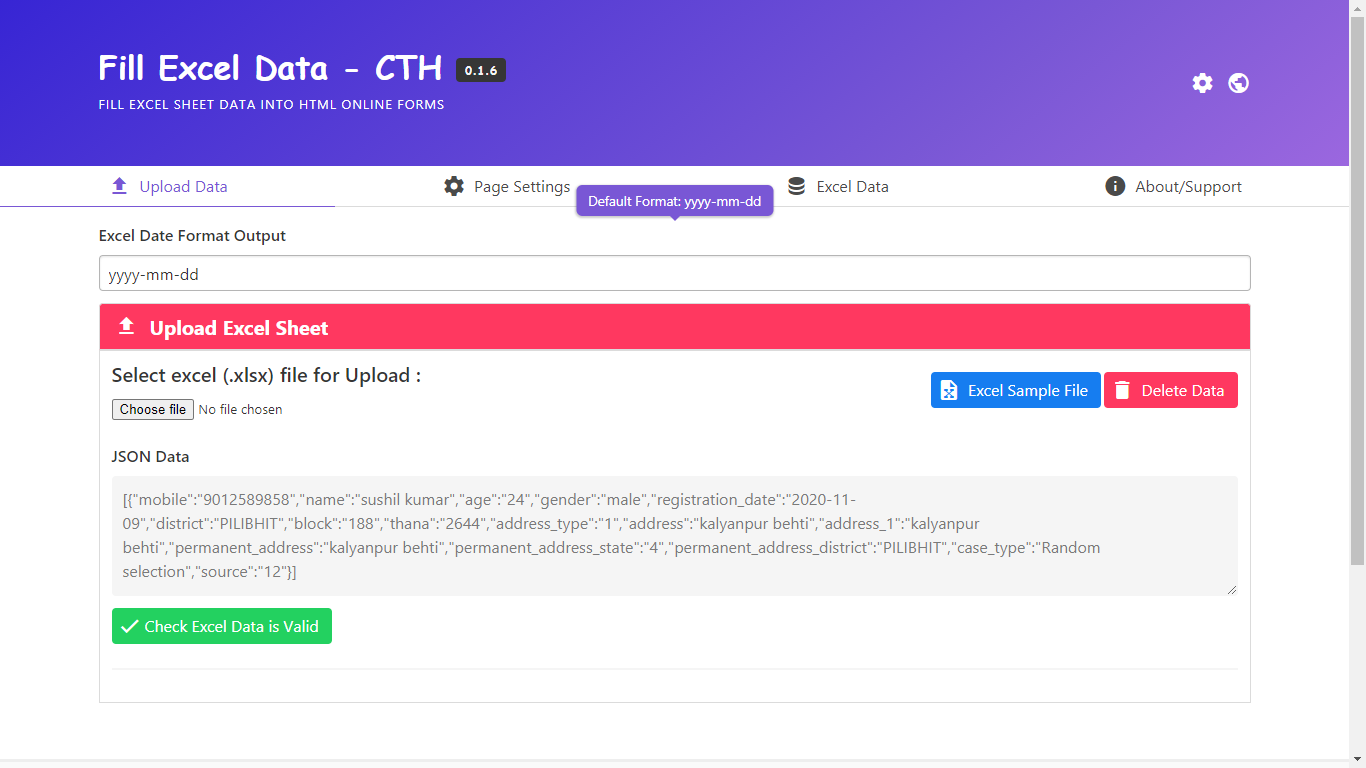 Fill Excel Data - CTH 0.1.6
FILL EXCEL SHEET DATA INTO HTML ONLINE FORMS
Upload Data
Page Settings
Excel Data
About/Support
Default Format: yyyy-mm-dd
Excel Date Format Output
yyyy-mm-dd
Upload Excel Sheet
Select excel (.xlsx) file for Upload :
Choose file No file chosen
Excel Sample File
Delete Data
JSON Data
[{"mobile":"9012589858","name":"sushil kumar","age":"24","gender":"male","registration_date":"2020-11-
09","district":"PILIBHIT","block":"188","thana":"2644","address_type":"1","address":"kalyanpur behti","address_1":"kalyanpur
behti","permanent_address":"kalyanpur behti","permanent_address_state":"4","permanent_address_district":"PILIBHIT","case_type":"Random
selection","source":"12"}]
Check Excel Data is Valid